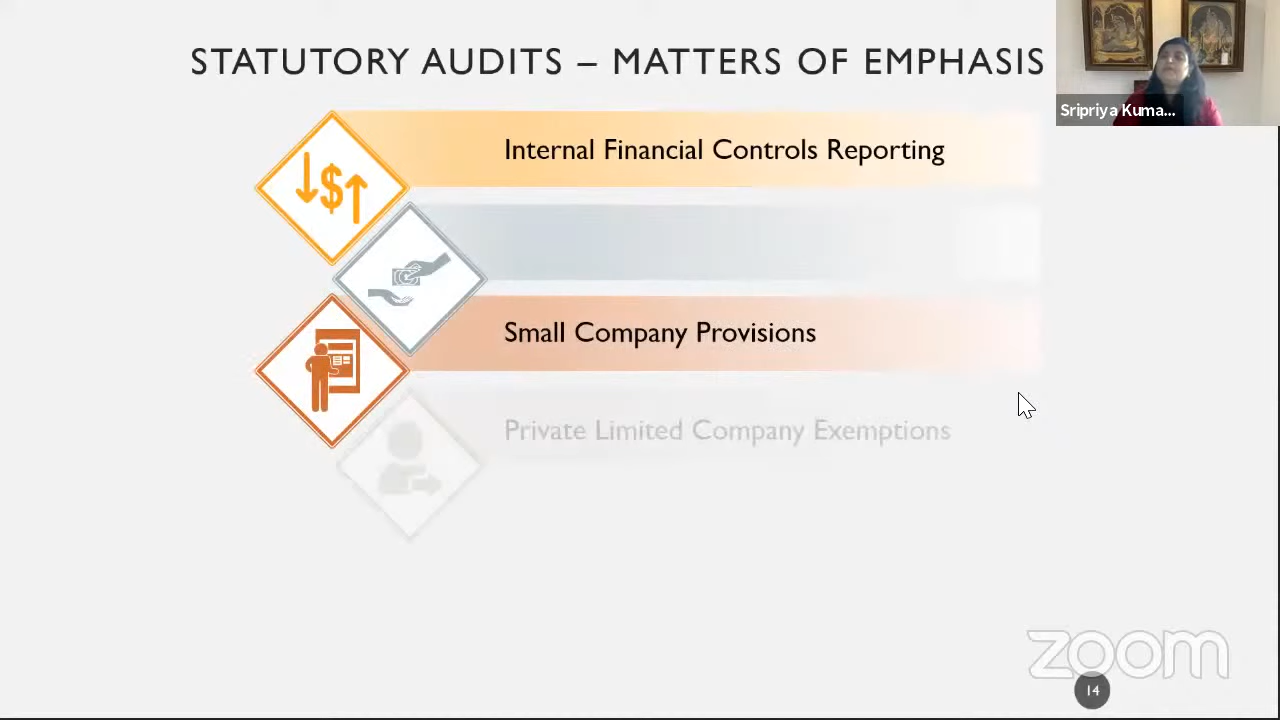 STATUTORY AUDITS – MATTERS OF EMPHASIS
Sripriya Kuma...
Internal Financial Controls Reporting
$
Small Company Provisions
Private Limited Company Exemptions
zoom
14